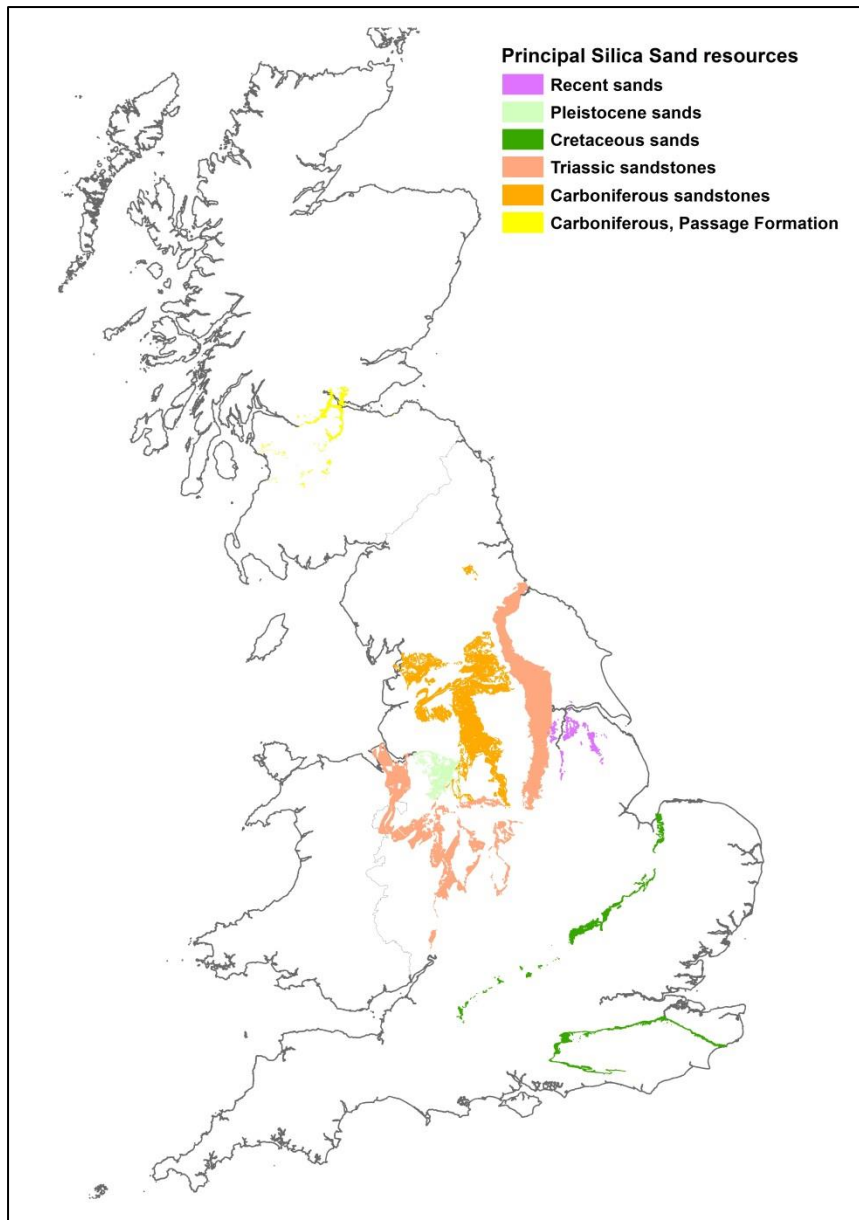 Principal Silica Sand resources
Recent sands
Pleistocene sands
Cretaceous sands
Triassic sandstones
Carboniferous sandstones
Carboniferous, Passage Formation